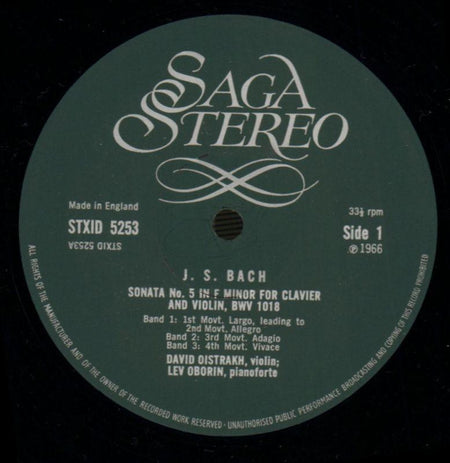 SAGA
STEREO
Made in England
STXID 5253
STXID 5253A
33⅓ rpm
Side 1
℗ 1966
J. S. BACH
SONATA No. 5 IN F MINOR FOR CLAVIER
AND VIOLIN, BWV 1018
Band 1: 1st Movt. Largo, leading to
2nd Movt. Allegro
Band 2: 3rd Movt. Adagio
Band 3: 4th Movt. Vivace
DAVID OISTRAKH, violin;
LEV OBORIN, pianoforte
ALL RIGHTS OF THE MANUFACTURER AND OF THE OWNER OF THE RECORDED WORK RESERVED - UNAUTHORISED PUBLIC PERFORMANCE BROADCASTING AND COPYING OF THIS RECORD PROHIBITED